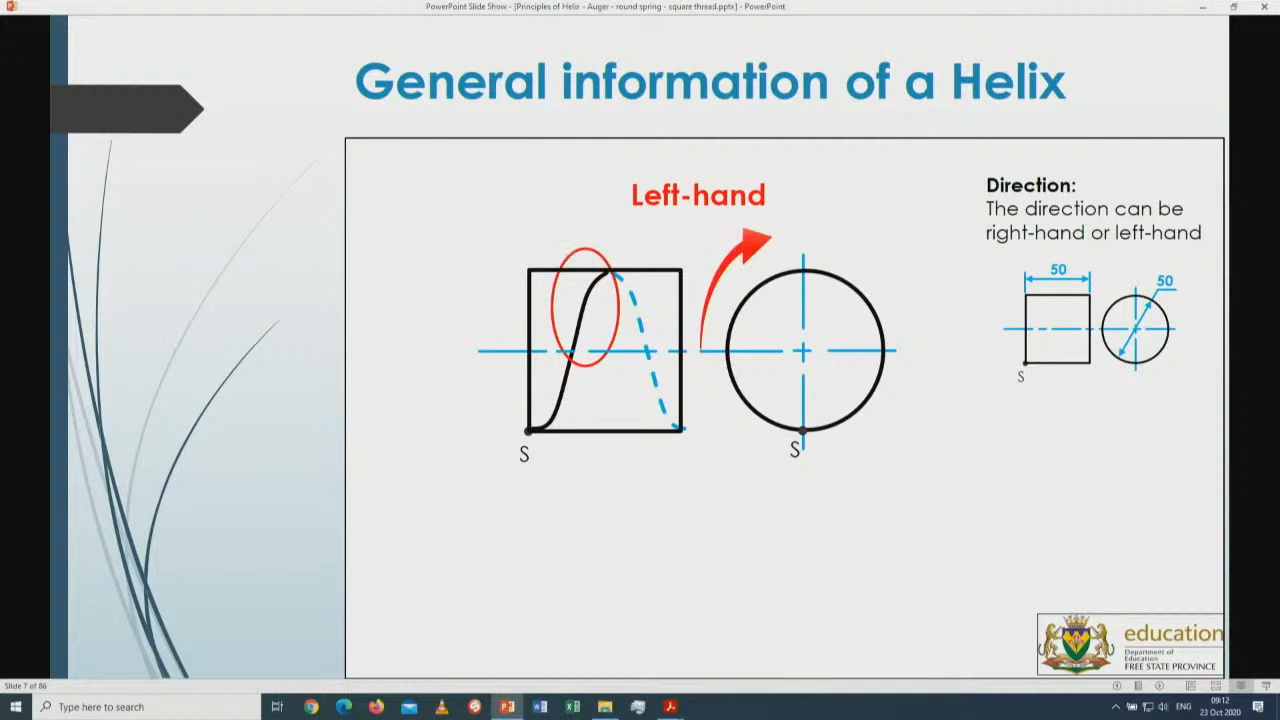 PowerPoint Slide Show - [Principles of Helix - Auger - round spring - square thread.pptx] - PowerPoint
General information of a Helix
Left-hand
Direction:
The direction can be
right-hand or left-hand
50
50
S
S
S
education
Department of
Education
FREE STATE PROVINCE
Slide 7 of 86
Type here to search
ENG
09:12
23 Oct 2020